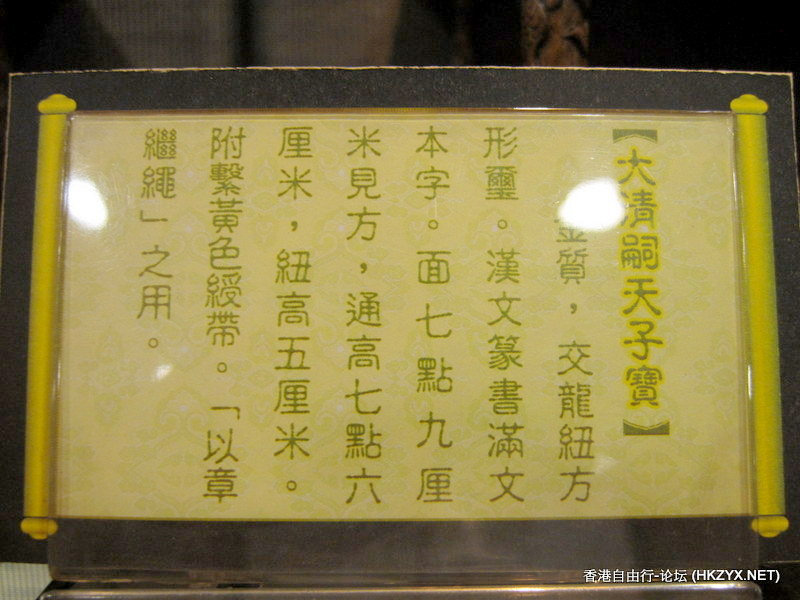 【大清嗣天子寶】
金質，交龍紐方
形璽。漢文篆書滿文
本字。面七點九厘
米見方，通高七點六
厘米，紐高五厘米。
附繫黃色綬帶。「以章
繼繩」之用。
香港自由行-论坛 (HKZYX.NET)